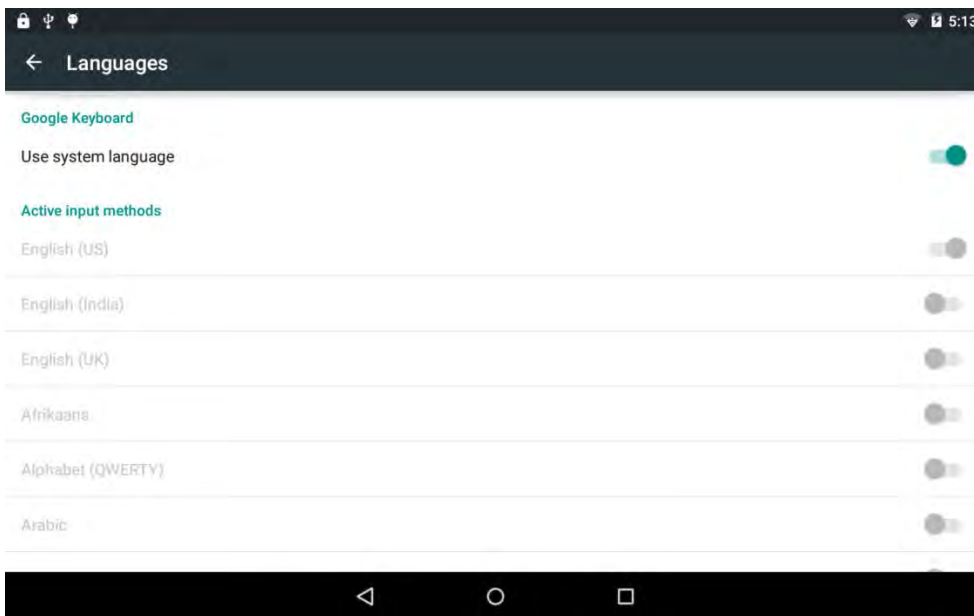 5:13
Languages
Google Keyboard
Use system language
Active input methods
English (US)
English (India)
English (UK)
Afrikaans
Alphabet (QWERTY)
Arabic